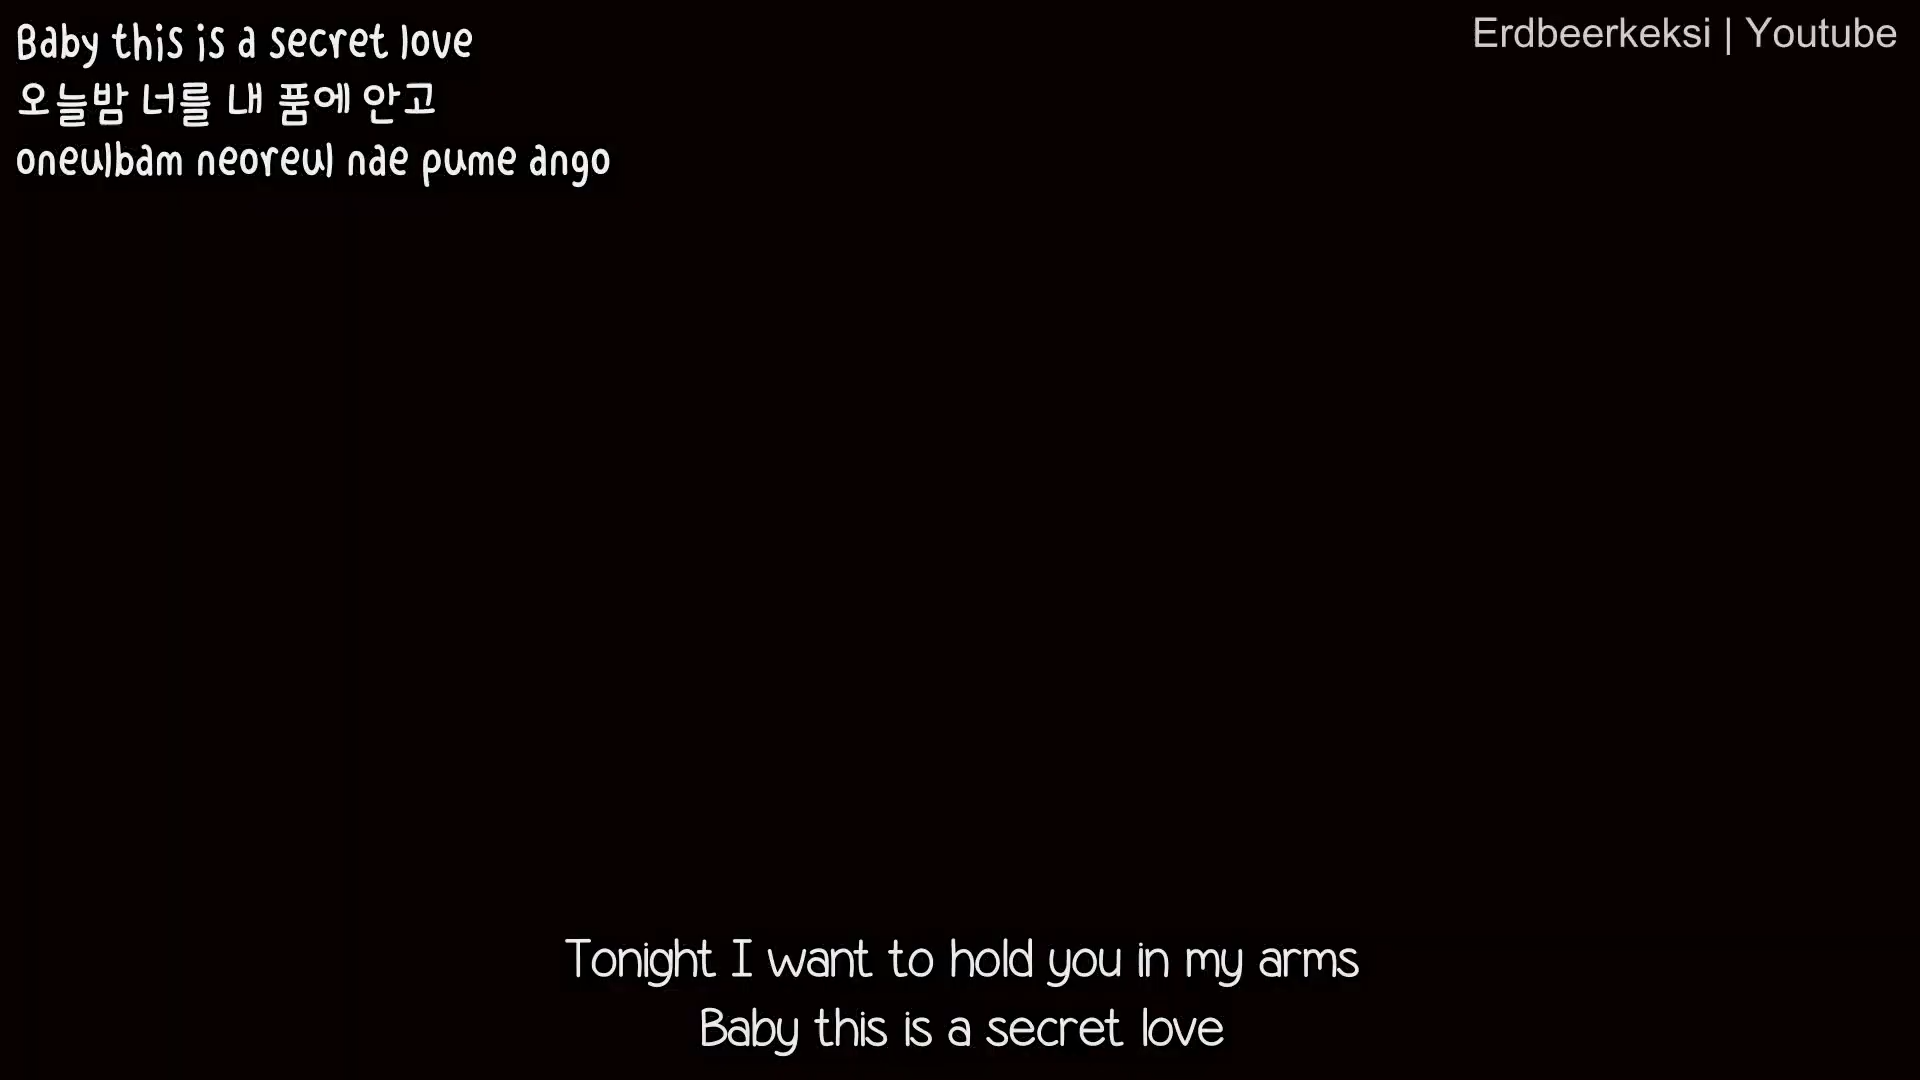 Baby this is a secret love
오늘밤 너를 내 품에 안고
oneulbam neoreul nae pume ango
Erdbeerkeksi | Youtube
Tonight I want to hold you in my arms
Baby this is a secret love